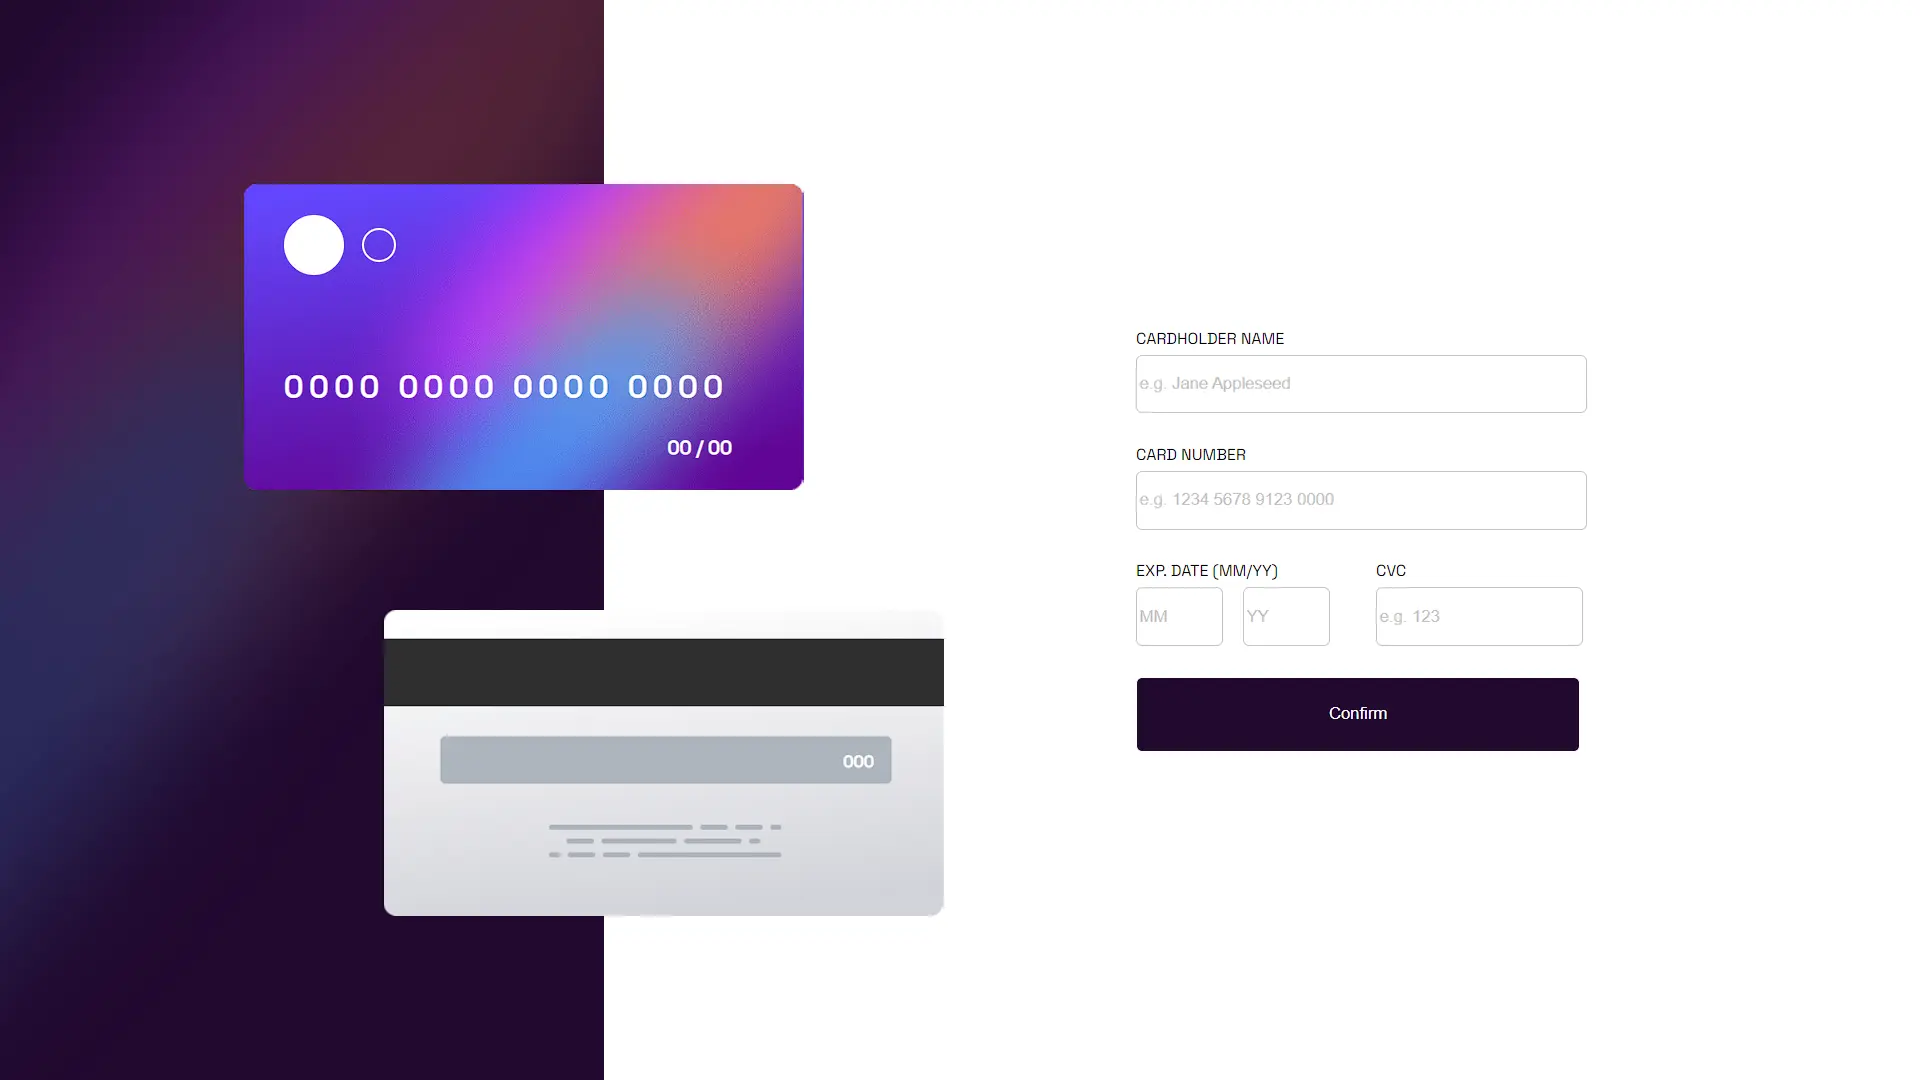 0000 0000 0000 0000
00/00
000
CARDHOLDER NAME
e.g. Jane Appleseed
CARD NUMBER
e.g. 1234 5678 9123 0000
EXP. DATE (MM/YY) CVC
MM YY e.g. 123
Confirm